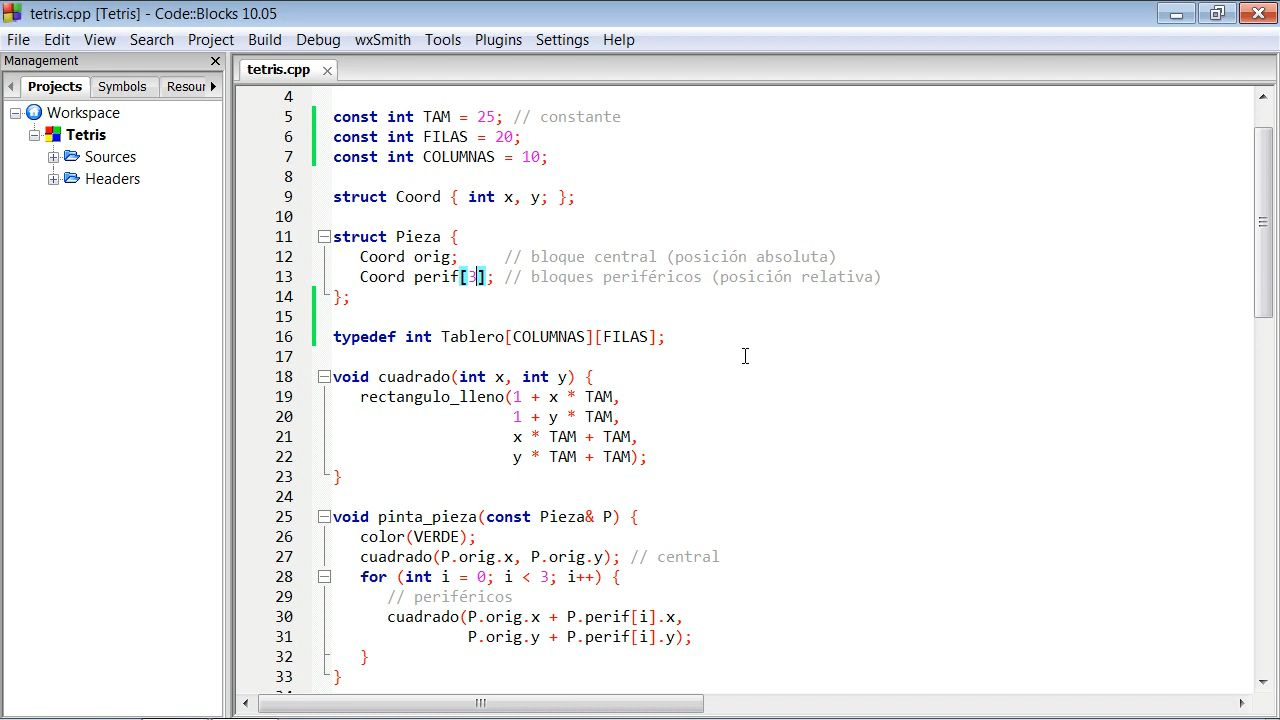 tetris.cpp [Tetris] - Code::Blocks 10.05
File Edit View Search Project Build Debug wxSmith Tools Plugins Settings Help
Management
Projects Symbols Resour
Workspace
Tetris
Sources
Headers
tetris.cpp
4
5 const int TAM = 25; // constante
6 const int FILAS = 20;
7 const int COLUMNAS = 10;
8
9 struct Coord { int x, y; };
10
11 struct Pieza {
12 Coord orig; // bloque central (posición absoluta)
13 Coord perif[3]; // bloques periféricos (posición relativa)
14 };
15
16 typedef int Tablero[COLUMNAS][FILAS];
17
18 void cuadrado(int x, int y) {
19 rectangulo_lleno(1 + x * TAM,
20 1 + y * TAM,
21 x * TAM + TAM,
22 y * TAM + TAM);
23 }
24
25 void pinta_pieza(const Pieza& P) {
26 color(VERDE);
27 cuadrado(P.orig.x, P.orig.y); // central
28 for (int i = 0; i < 3; i++) {
29 // periféricos
30 cuadrado(P.orig.x + P.perif[i].x,
31 P.orig.y + P.perif[i].y);
32 }
33 }